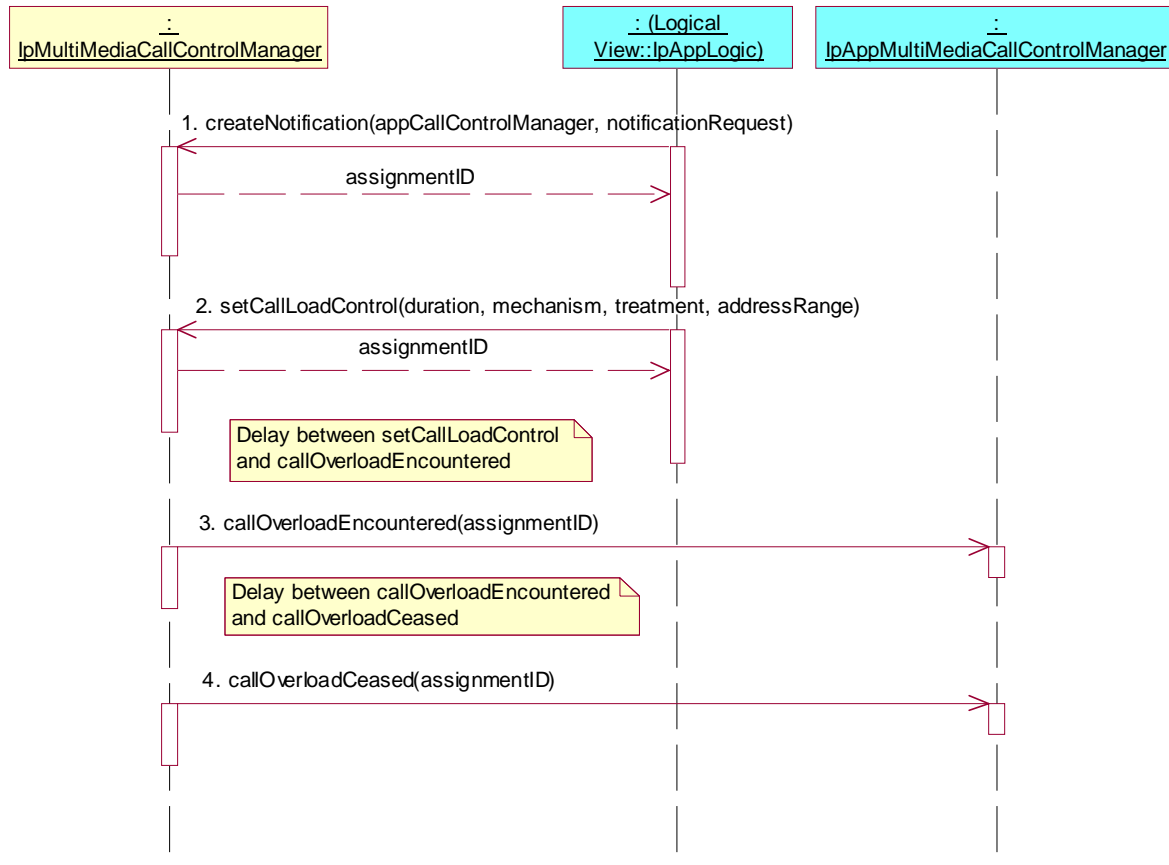 :
IpMultiMediaCallControlManager
: (Logical
View::IpAppLogic)
:
IpAppMultiMediaCallControlManager
1. createNotification(appCallControlManager, notificationRequest)
assignmentID
2. setCallLoadControl(duration, mechanism, treatment, addressRange)
assignmentID
Delay between setCallLoadControl
and callOverloadEncountered
3. callOverloadEncountered(assignmentID)
Delay between callOverloadEncountered
and callOverloadCeased
4. callOverloadCeased(assignmentID)